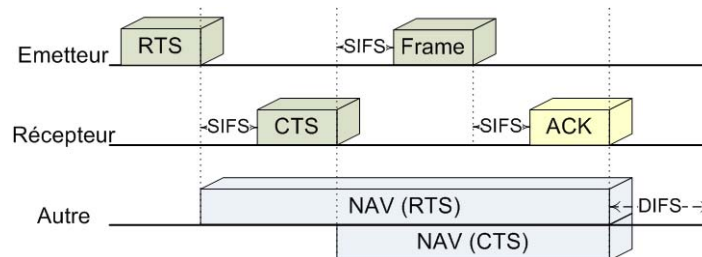 Emetteur RTS SIFS Frame
Récepteur SIFS CTS SIFS ACK
Autre NAV (RTS) DIFS
NAV (CTS)